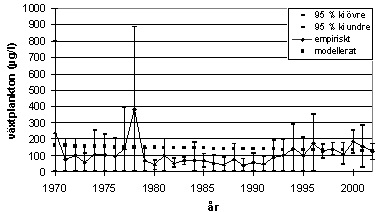 1000
900
800
700
600
500
400
300
200
100
0
växtplankton (µg/l)
1970 1975 1980 1985 1990 1995 2000
år
95 % ki övre
95 % ki undre
empiriskt
modellerat